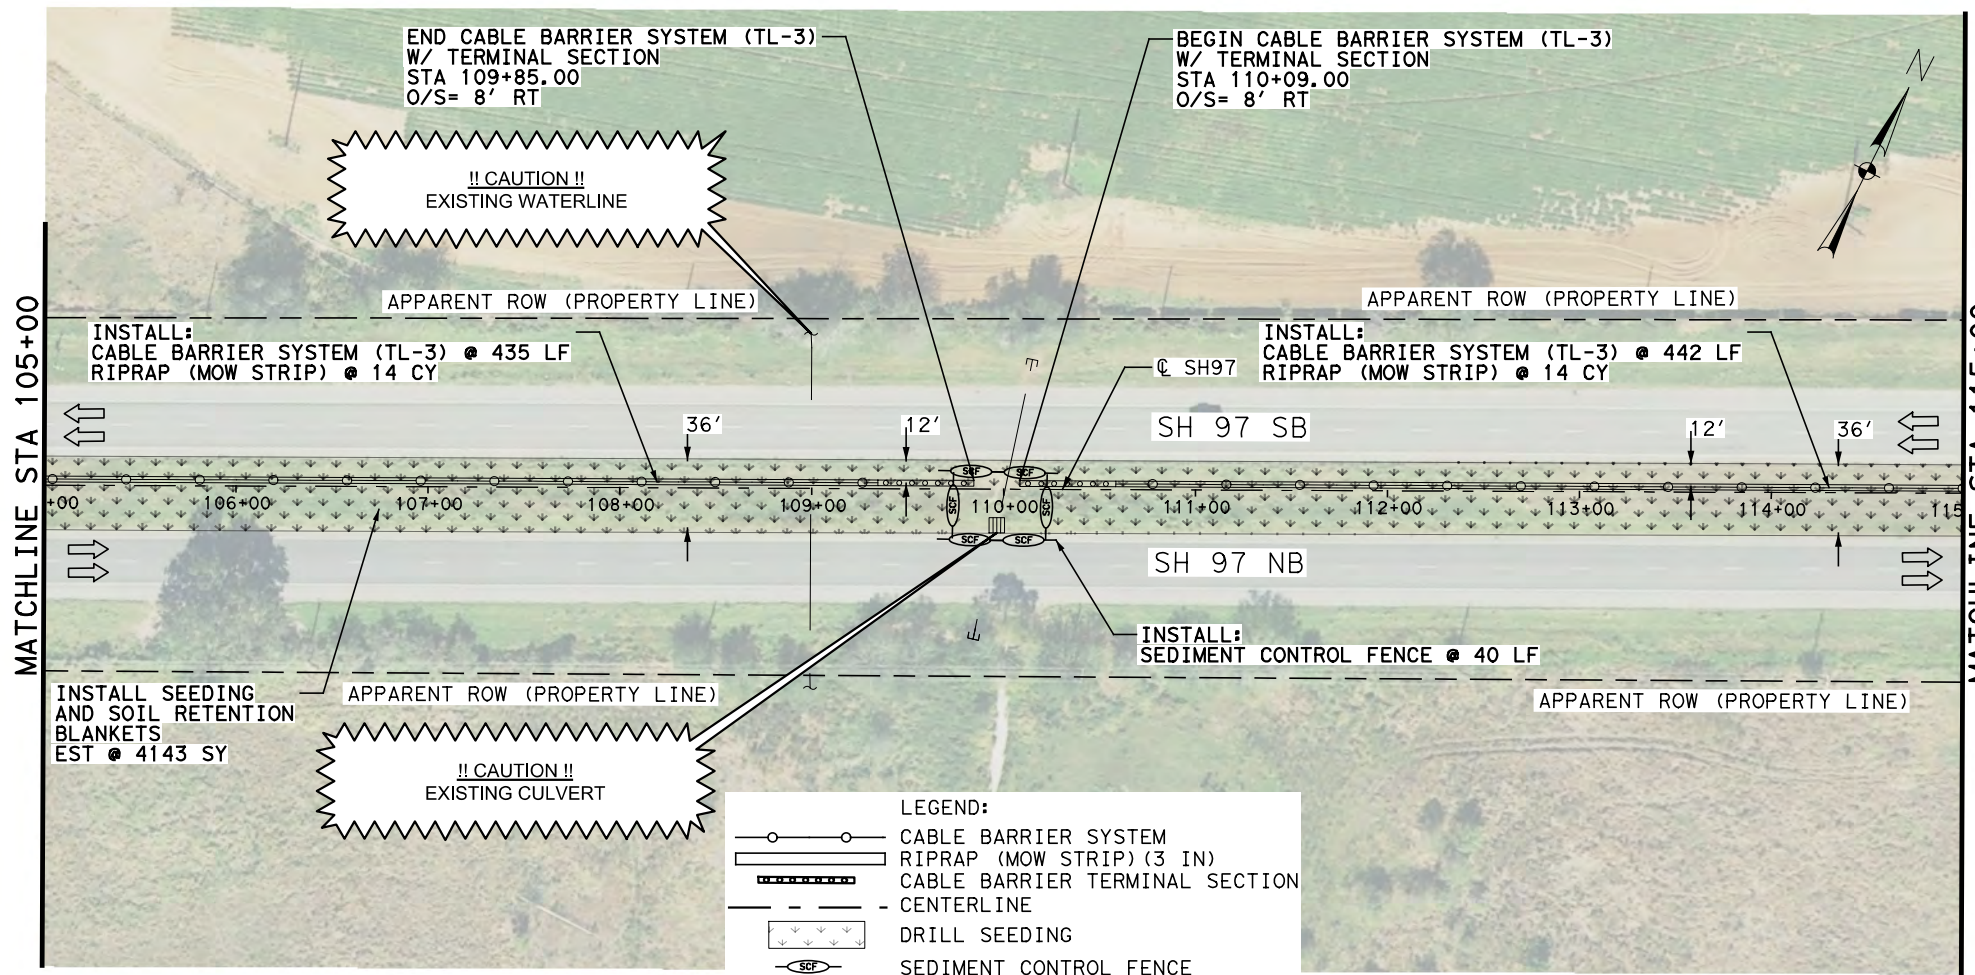 END CABLE BARRIER SYSTEM (TL-3)
W/ TERMINAL SECTION
STA 109+85.00
O/S= 8' RT
BEGIN CABLE BARRIER SYSTEM (TL-3)
W/ TERMINAL SECTION
STA 110+09.00
O/S= 8' RT
N
!! CAUTION !!
EXISTING WATERLINE
APPARENT ROW (PROPERTY LINE)
APPARENT ROW (PROPERTY LINE)
MATCHLINE STA 105+00
INSTALL:
CABLE BARRIER SYSTEM (TL-3) @ 435 LF
RIPRAP (MOW STRIP) @ 14 CY
INSTALL:
CABLE BARRIER SYSTEM (TL-3) @ 442 LF
RIPRAP (MOW STRIP) @ 14 CY
℄ SH97
36'
12'
SH 97 SB
12'
36'
SCF
SCF
+00
106+00
107+00
108+00
109+00
SCF
110+00
SCF
111+00
112+00
113+00
114+00
115
SCF
SCF
SH 97 NB
INSTALL:
SEDIMENT CONTROL FENCE @ 40 LF
INSTALL SEEDING
AND SOIL RETENTION
BLANKETS
EST @ 4143 SY
APPARENT ROW (PROPERTY LINE)
APPARENT ROW (PROPERTY LINE)
!! CAUTION !!
EXISTING CULVERT
LEGEND:
CABLE BARRIER SYSTEM
RIPRAP (MOW STRIP)(3 IN)
CABLE BARRIER TERMINAL SECTION
CENTERLINE
DRILL SEEDING
SCF
SEDIMENT CONTROL FENCE